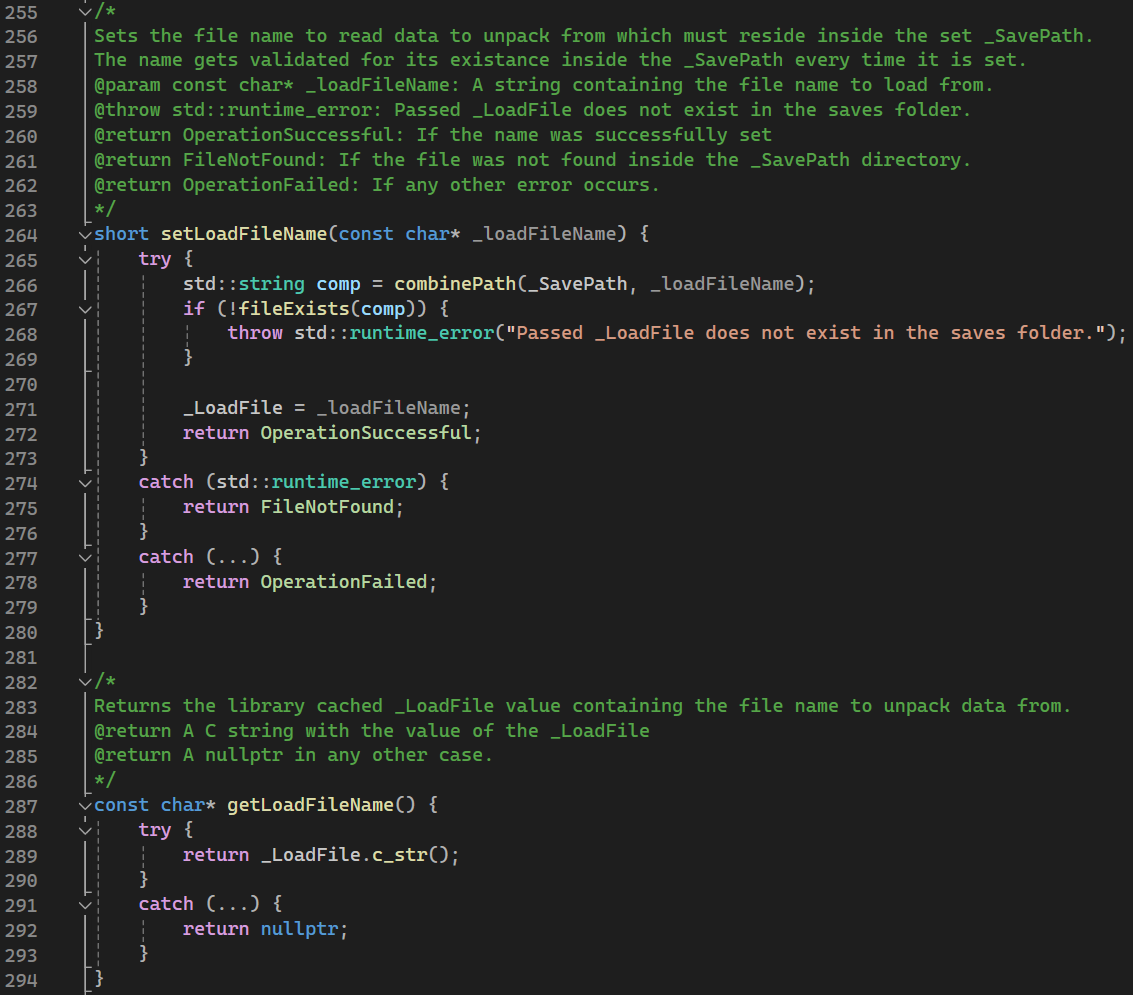 255 /*
256 Sets the file name to read data to unpack from which must reside inside the set _SavePath.
257 The name gets validated for its existance inside the _SavePath every time it is set.
258 @param const char* _loadFileName: A string containing the file name to load from.
259 @throw std::runtime_error: Passed _LoadFile does not exist in the saves folder.
260 @return OperationSuccessful: If the name was successfully set
261 @return FileNotFound: If the file was not found inside the _SavePath directory.
262 @return OperationFailed: If any other error occurs.
263 */
264 short setLoadFileName(const char* _loadFileName) {
265     try {
266         std::string comp = combinePath(_SavePath, _loadFileName);
267         if (!fileExists(comp)) {
268             throw std::runtime_error("Passed _LoadFile does not exist in the saves folder.");
269         }
270
271         _LoadFile = _loadFileName;
272         return OperationSuccessful;
273     }
274     catch (std::runtime_error) {
275         return FileNotFound;
276     }
277     catch (...) {
278         return OperationFailed;
279     }
280 }
281
282 /*
283 Returns the library cached _LoadFile value containing the file name to unpack data from.
284 @return A C string with the value of the _LoadFile
285 @return A nullptr in any other case.
286 */
287 const char* getLoadFileName() {
288     try {
289         return _LoadFile.c_str();
290     }
291     catch (...) {
292         return nullptr;
293     }
294 }